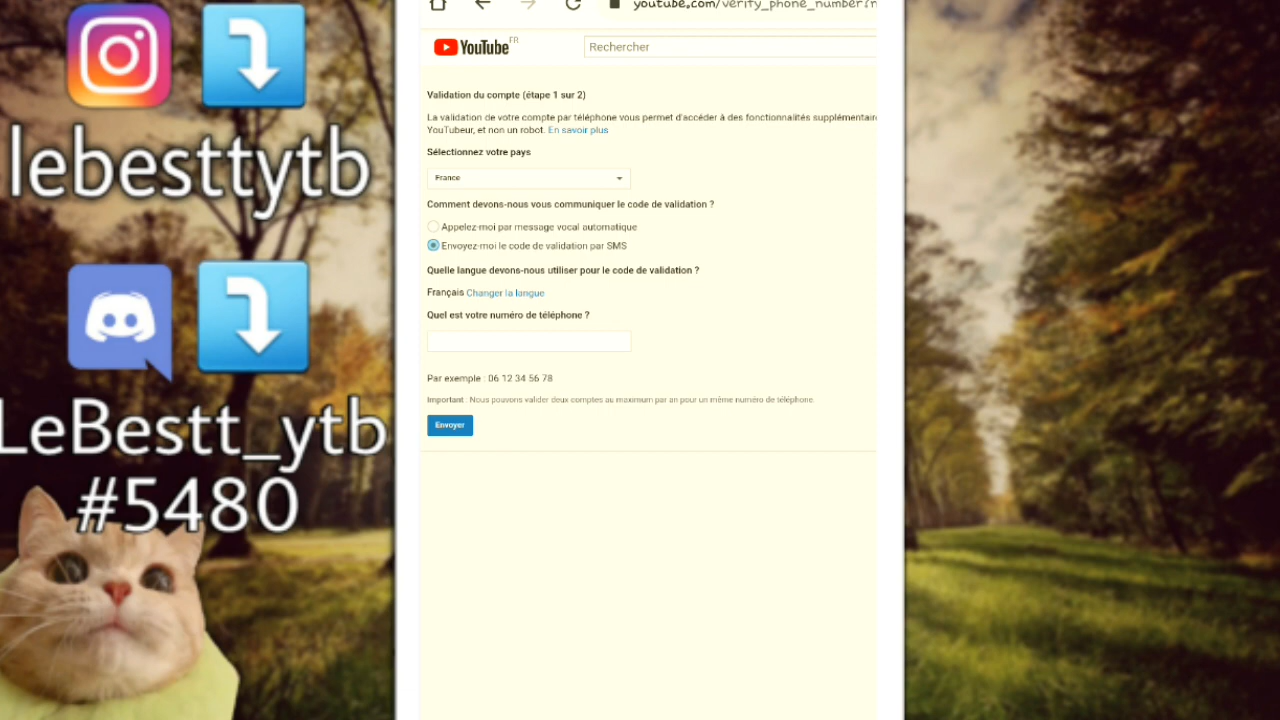 lebesttytb
LeBestt_ytb
#5480
youtube.com/verify_phone_number?n
YouTube FR
Rechercher
Validation du compte (étape 1 sur 2)
La validation de votre compte par téléphone vous permet d'accéder à des fonctionnalités supplémentaire
YouTubeur, et non un robot. En savoir plus
Sélectionnez votre pays
France
Comment devons-nous vous communiquer le code de validation ?
Appelez-moi par message vocal automatique
Envoyez-moi le code de validation par SMS
Quelle langue devons-nous utiliser pour le code de validation ?
Français Changer la langue
Quel est votre numéro de téléphone ?
Par exemple : 06 12 34 56 78
Important : Nous pouvons valider deux comptes au maximum par an pour un même numéro de téléphone.
Envoyer